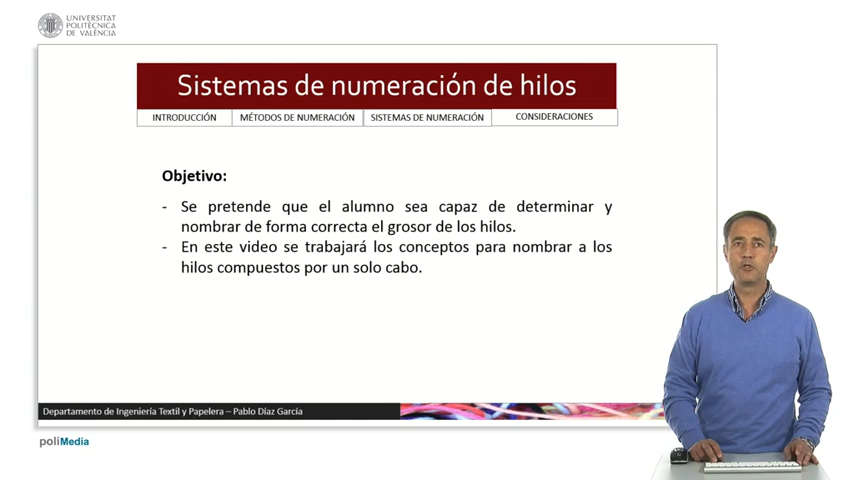 UNIVERSITAT
POLITÈCNICA
DE VALÈNCIA
Sistemas de numeración de hilos
INTRODUCCIÓN
MÉTODOS DE NUMERACIÓN
SISTEMAS DE NUMERACIÓN
CONSIDERACIONES
Objetivo:
- Se pretende que el alumno sea capaz de determinar y
nombrar de forma correcta el grosor de los hilos.
- En este video se trabajará los conceptos para nombrar a los
hilos compuestos por un solo cabo.
Departamento de Ingeniería Textil y Papelera – Pablo Díaz García
poliMedia